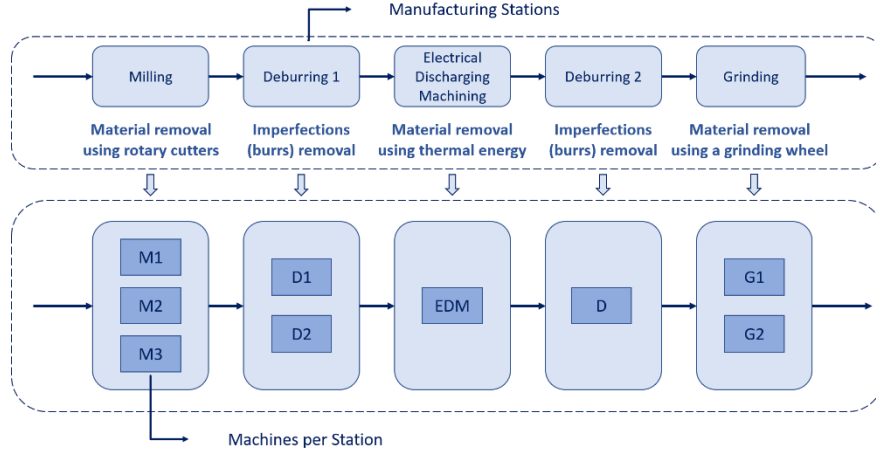 Manufacturing Stations
Milling
Deburring 1
Electrical
Discharging
Machining
Deburring 2
Grinding
Material removal
using rotary cutters
Imperfections
(burrs) removal
Material removal
using thermal energy
Imperfections
(burrs) removal
Material removal
using a grinding wheel
M1
M2
M3
D1
D2
EDM
D
G1
G2
Machines per Station